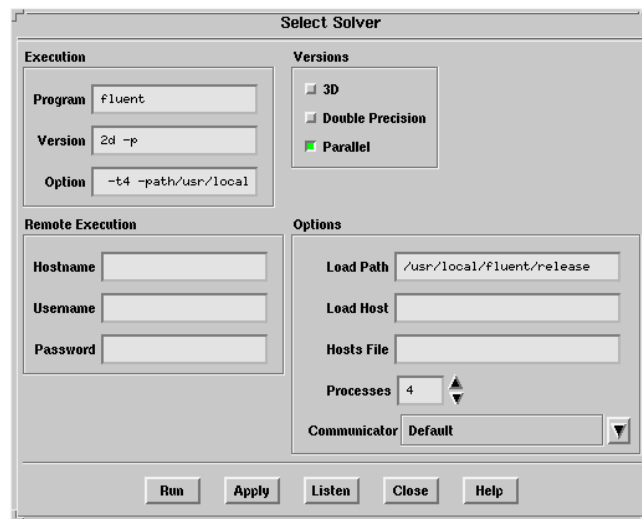 Select Solver
Execution
Program fluent
Version 2d -p
Option -t4 -path/usr/local
Versions
3D
Double Precision
Parallel
Remote Execution
Hostname
Username
Password
Options
Load Path /usr/local/fluent/release
Load Host
Hosts File
Processes 4
Communicator Default
Run Apply Listen Close Help